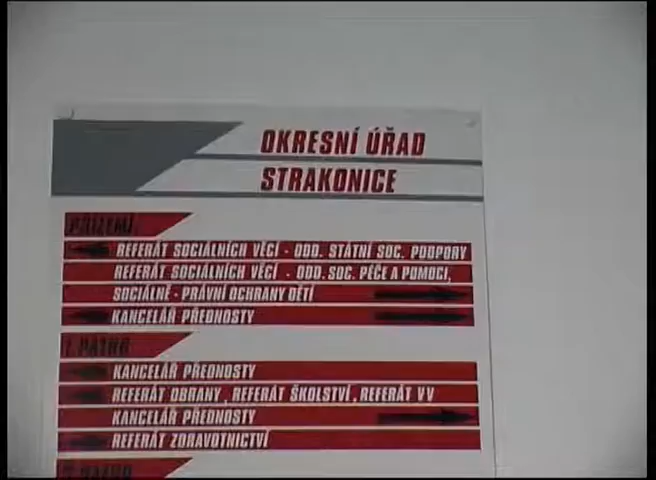 OKRESNÍ ÚŘAD
STRAKONICE
PŘÍZEMÍ
REFERÁT SOCIÁLNÍCH VĚCÍ - ODD. STÁTNÍ SOC. PODPORY
REFERÁT SOCIÁLNÍCH VĚCÍ - ODD. SOC. PÉČE A POMOCI,
SOCIÁLNĚ - PRÁVNÍ OCHRANY DĚTÍ
KANCELÁŘ PŘEDNOSTY
I. PATRO
KANCELÁŘ PŘEDNOSTY
REFERÁT OBRANY, REFERÁT ŠKOLSTVÍ, REFERÁT VV
KANCELÁŘ PŘEDNOSTY
REFERÁT ZDRAVOTNICTVÍ
PATRO